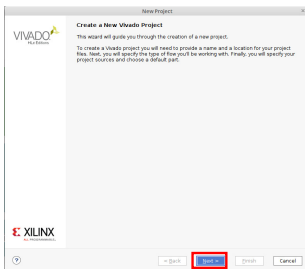 New Project
Create a New Vivado Project
This wizard will guide you through the creation of a new project.
To create a Vivado project you will need to provide a name and a location for your project
files. Next, you will specify the type of flow you'll be working with. Finally, you will specify your
project sources and choose a default part.
VIVADO
HLx Editions
XILINX
ALL PROGRAMMABLE
?
< Back
Next >
Finish
Cancel